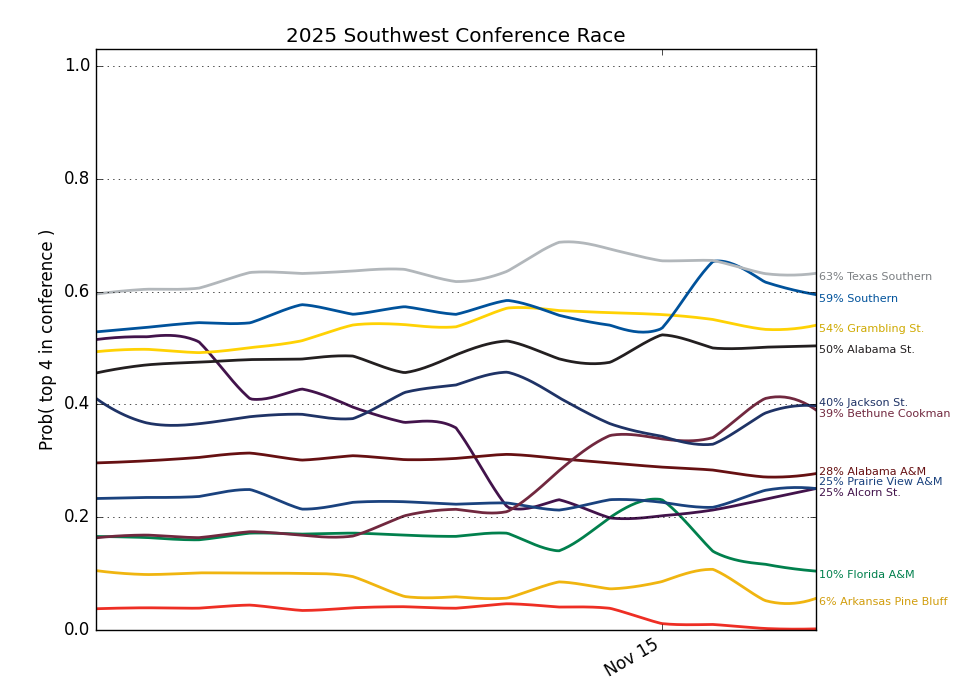 2025 Southwest Conference Race
Prob( top 4 in conference )
1.0
0.8
0.6
0.4
0.2
0.0
Nov 15
63% Texas Southern
59% Southern
54% Grambling St.
50% Alabama St.
40% Jackson St.
39% Bethune Cookman
28% Alabama A&M
25% Prairie View A&M
25% Alcorn St.
10% Florida A&M
6% Arkansas Pine Bluff